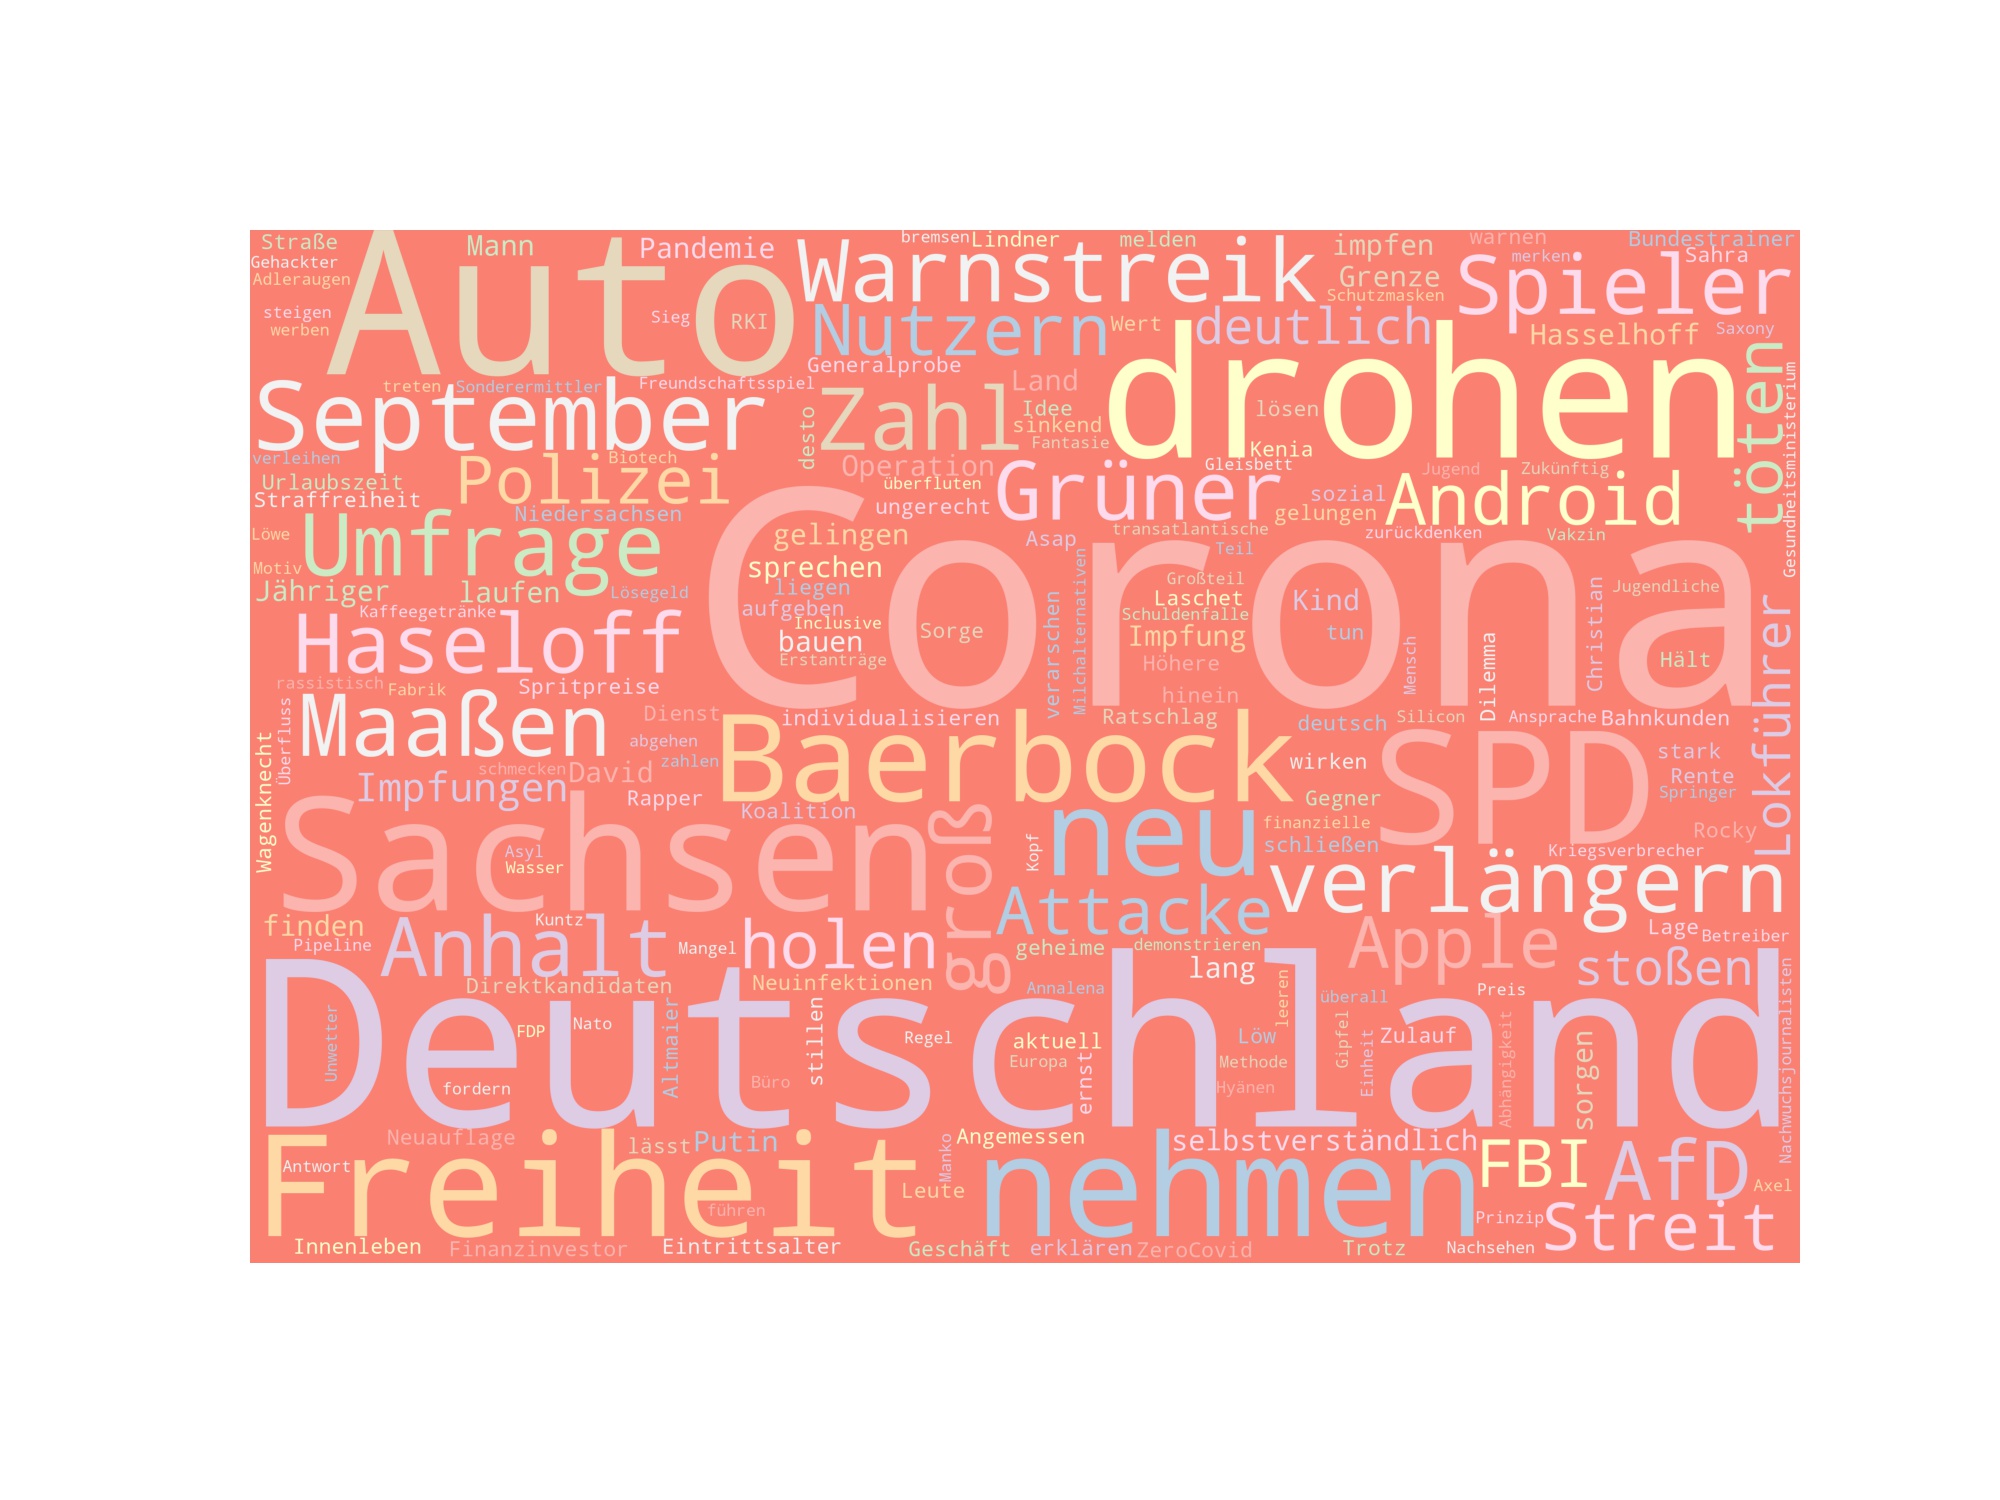 Straße
Mann
Pandemie
bremsen
Lindner
melden
impfen
warnen
Bundestrainer
Gehackter
Auto
Warnstreik
Grenze
Spieler
merken
Sahra
Adleraugen
Schutzmasken
steigen
Sieg
RKI
Nutzern
Wert
deutlich
Hasselhoff
Saxony
werben
Generalprobe
drohen
töten
Gesundheitsministerium
September
treten
Sonderermittler
Freundschaftsspiel
Zahl
Land
desto
Idee
lösen
sinkend
Fantasie
Kenia
verleihen
Polizei
Biotech
Operation
Gleisbett
Jugend
Zukünftig
Urlaubszeit
überfluten
Grüner
sozial
Android
Straffreiheit
Niedersachsen
ungerecht
gelungen
Umfrage
Corona
Löwe
gelingen
Asap
transatlantische
zurückdenken
Vakzin
Teil
Motiv
sprechen
Milchalternativen
Großteil
Jähriger
laufen
Lösegeld
liegen
verarschen
Laschet
Kind
Christian
Jugendliche
Kaffeegetränke
aufgeben
Schuldenfalle
Lokführer
Haseloff
Inclusive
Sorge
Impfung
tun
bauen
Erstanträge
Höhere
Mensch
Dilemma
Hält
rassistisch
Fabrik
Spritpreise
hinein
Überfluss
Maaßen
Dienst
individualisieren
Ratschlag
deutsch
Silicon
Ansprache
Bahnkunden
Wagenknecht
abgehen
Baerbock
SPD
schmecken
David
zahlen
wirken
stark
Impfungen
Rapper
Koalition
Gegner
Rente
Springer
Sachsen
groß
neu
finanzielle
Rocky
Asyl
Kopf
schließen
Kriegsverbrecher
Wasser
verlängern
Attacke
finden
Anhalt
Kuntz
holen
Apple
Lage
Betreiber
Pipeline
Mangel
geheime
demonstrieren
lang
stoßen
Nachwuchsjournalisten
Deutschland
Direktkandidaten
Neuinfektionen
Annalena
leeren
überall
Preis
Unwetter
FDP
Nato
Altmaier
stillen
Regel
aktuell
Löw
Gipfel
Einheit
Zulauf
Abhängigkeit
sorgen
Europa
ernst
Methode
fordern
Büro
Hyänen
Freiheit
Neuauflage
lässt
Putin
Manko
Angemessen
nehmen
selbstverständlich
FBI
AfD
Antwort
Leute
Axel
führen
Prinzip
Streit
Innenleben
Finanzinvestor
Eintrittsalter
Geschäft
erklären
ZeroCovid
Trotz
Nachsehen